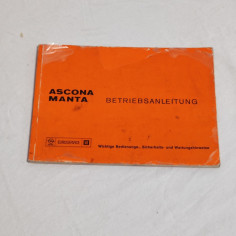 ASCONA
MANTA
BETRIEBSANLEITUNG
Wichtige Bedienungs-, Sicherheits- und Wartungshinweise